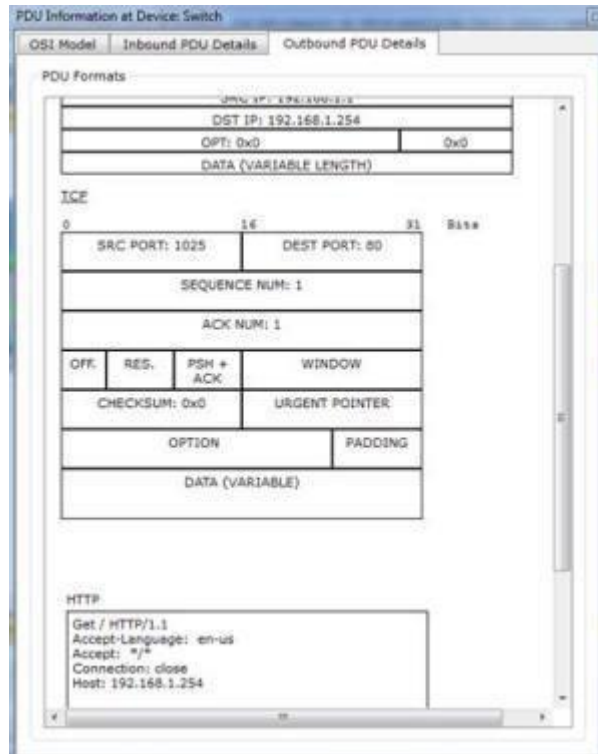 PDU Information at Device: Switch
OSI Model Inbound PDU Details Outbound PDU Details
PDU Formats
DST IP: 192.168.1.254
OPT: 0x0 0x0
DATA (VARIABLE LENGTH)
TCP
0 16 31 Bits
SRC PORT: 1025 DEST PORT: 80
SEQUENCE NUM: 1
ACK NUM: 1
OFF. RES. PSH + ACK WINDOW
CHECKSUM: 0x0 URGENT POINTER
OPTION PADDING
DATA (VARIABLE)
HTTP
Get / HTTP/1.1
Accept-Language: en-us
Accept: */*
Connection: close
Host: 192.168.1.254